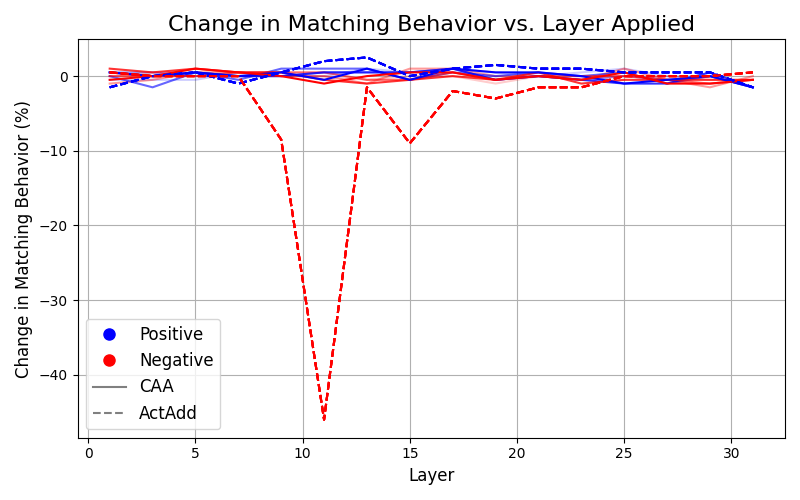 Change in Matching Behavior vs. Layer Applied
Change in Matching Behavior (%)
0
−10
−20
−30
−40
Positive
Negative
CAA
ActAdd
0 5 10 15 20 25 30
Layer